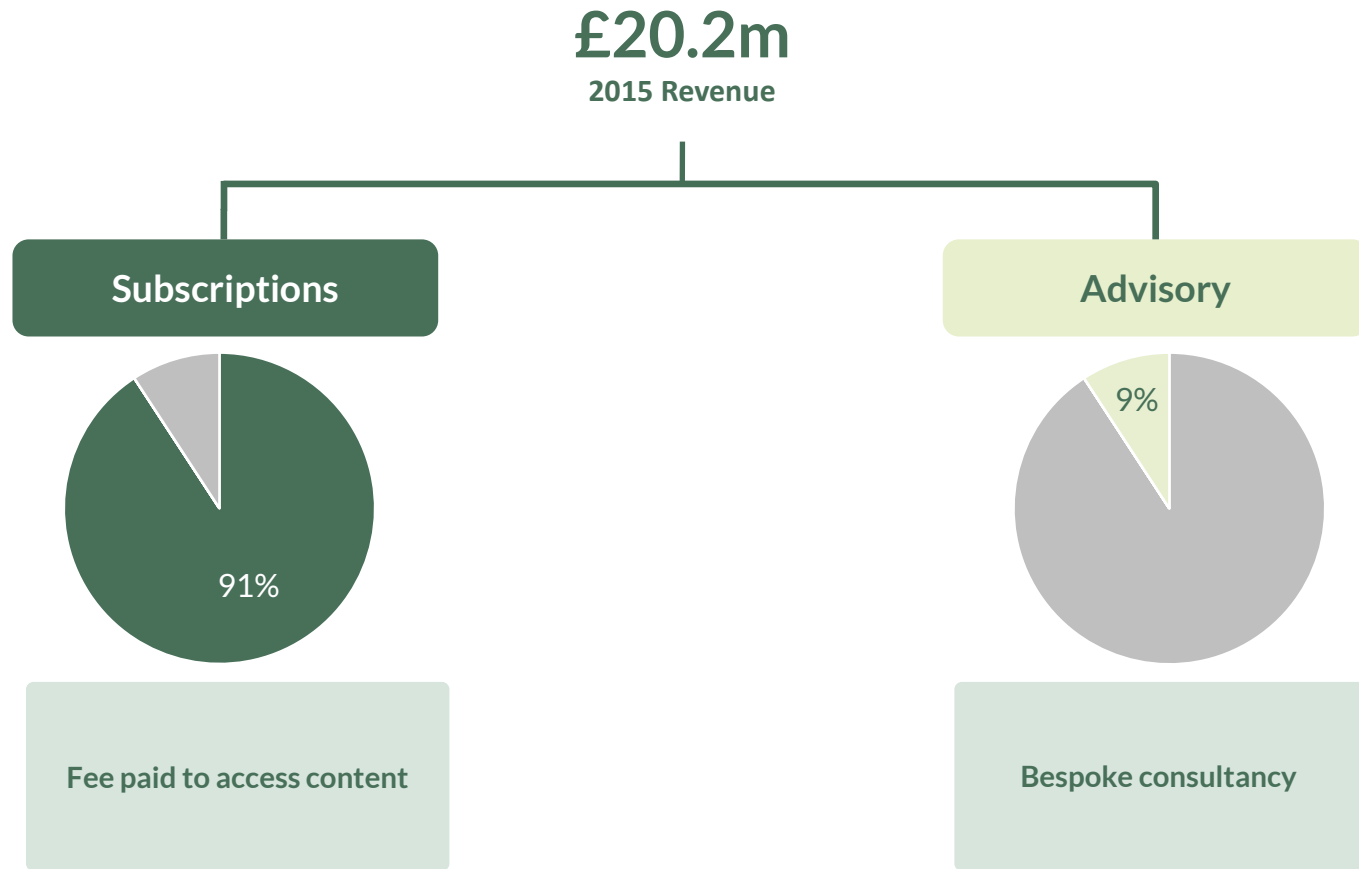 £20.2m
2015 Revenue
Subscriptions
Advisory
91%
9%
Fee paid to access content
Bespoke consultancy